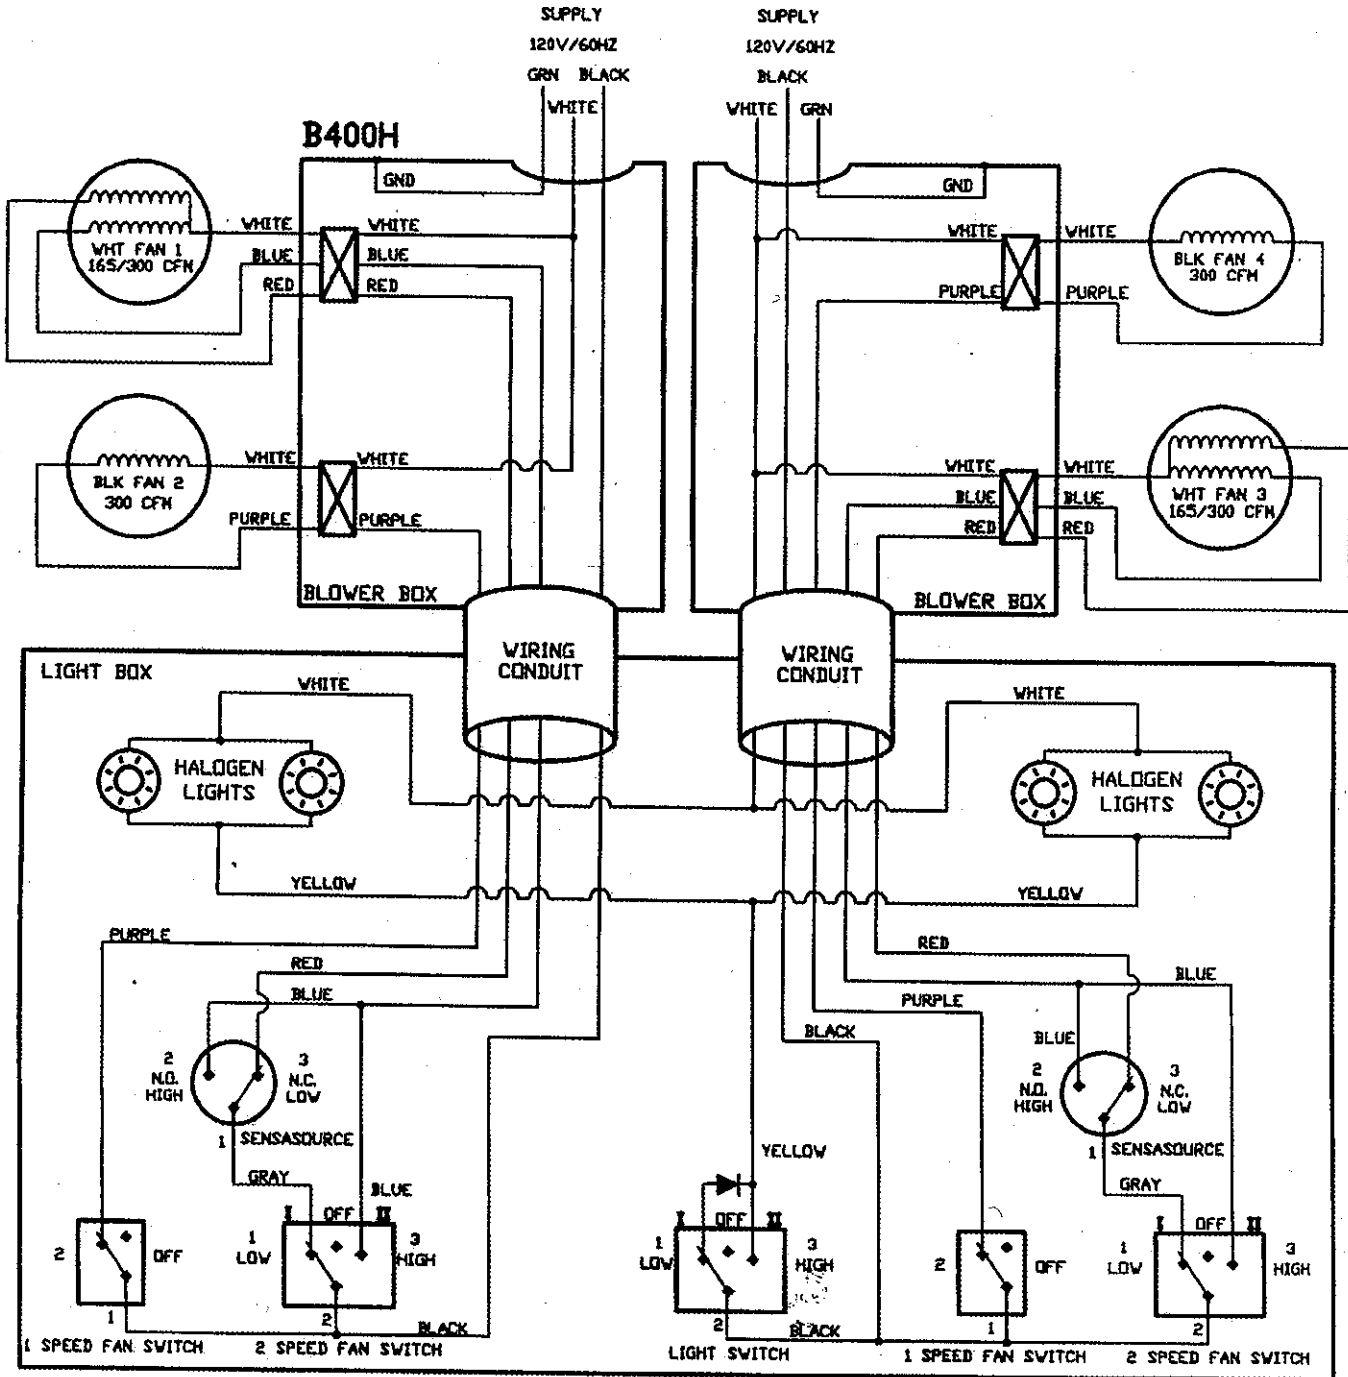 SUPPLY
120V/60HZ
GRN BLACK
WHITE
SUPPLY
120V/60HZ
BLACK
WHITE GRN
B400H
GND
GND
WHT FAN 1
165/300 CFM
WHITE
BLUE
RED
WHITE
BLUE
RED
WHITE
PURPLE
WHITE
PURPLE
BLK FAN 4
300 CFM
BLK FAN 2
300 CFM
WHITE
PURPLE
WHITE
PURPLE
WHITE
BLUE
RED
WHITE
BLUE
RED
WHT FAN 3
165/300 CFM
BLOWER BOX
BLOWER BOX
WIRING
CONDUIT
WIRING
CONDUIT
LIGHT BOX
WHITE
WHITE
HALOGEN
LIGHTS
HALOGEN
LIGHTS
YELLOW
YELLOW
PURPLE
RED
BLUE
RED
BLUE
PURPLE
BLACK
BLUE
2
N.O.
HIGH
3
N.C.
LOW
1 SENSASOURCE
GRAY
BLUE
2
N.O.
HIGH
3
N.C.
LOW
1 SENSASOURCE
GRAY
YELLOW
2
OFF
1
I OFF II
1
LOW
3
HIGH
2
BLACK
I OFF II
1
LOW
3
HIGH
2
BLACK
2
OFF
1
I OFF II
1
LOW
3
HIGH
2
1 SPEED FAN SWITCH
2 SPEED FAN SWITCH
LIGHT SWITCH
1 SPEED FAN SWITCH
2 SPEED FAN SWITCH